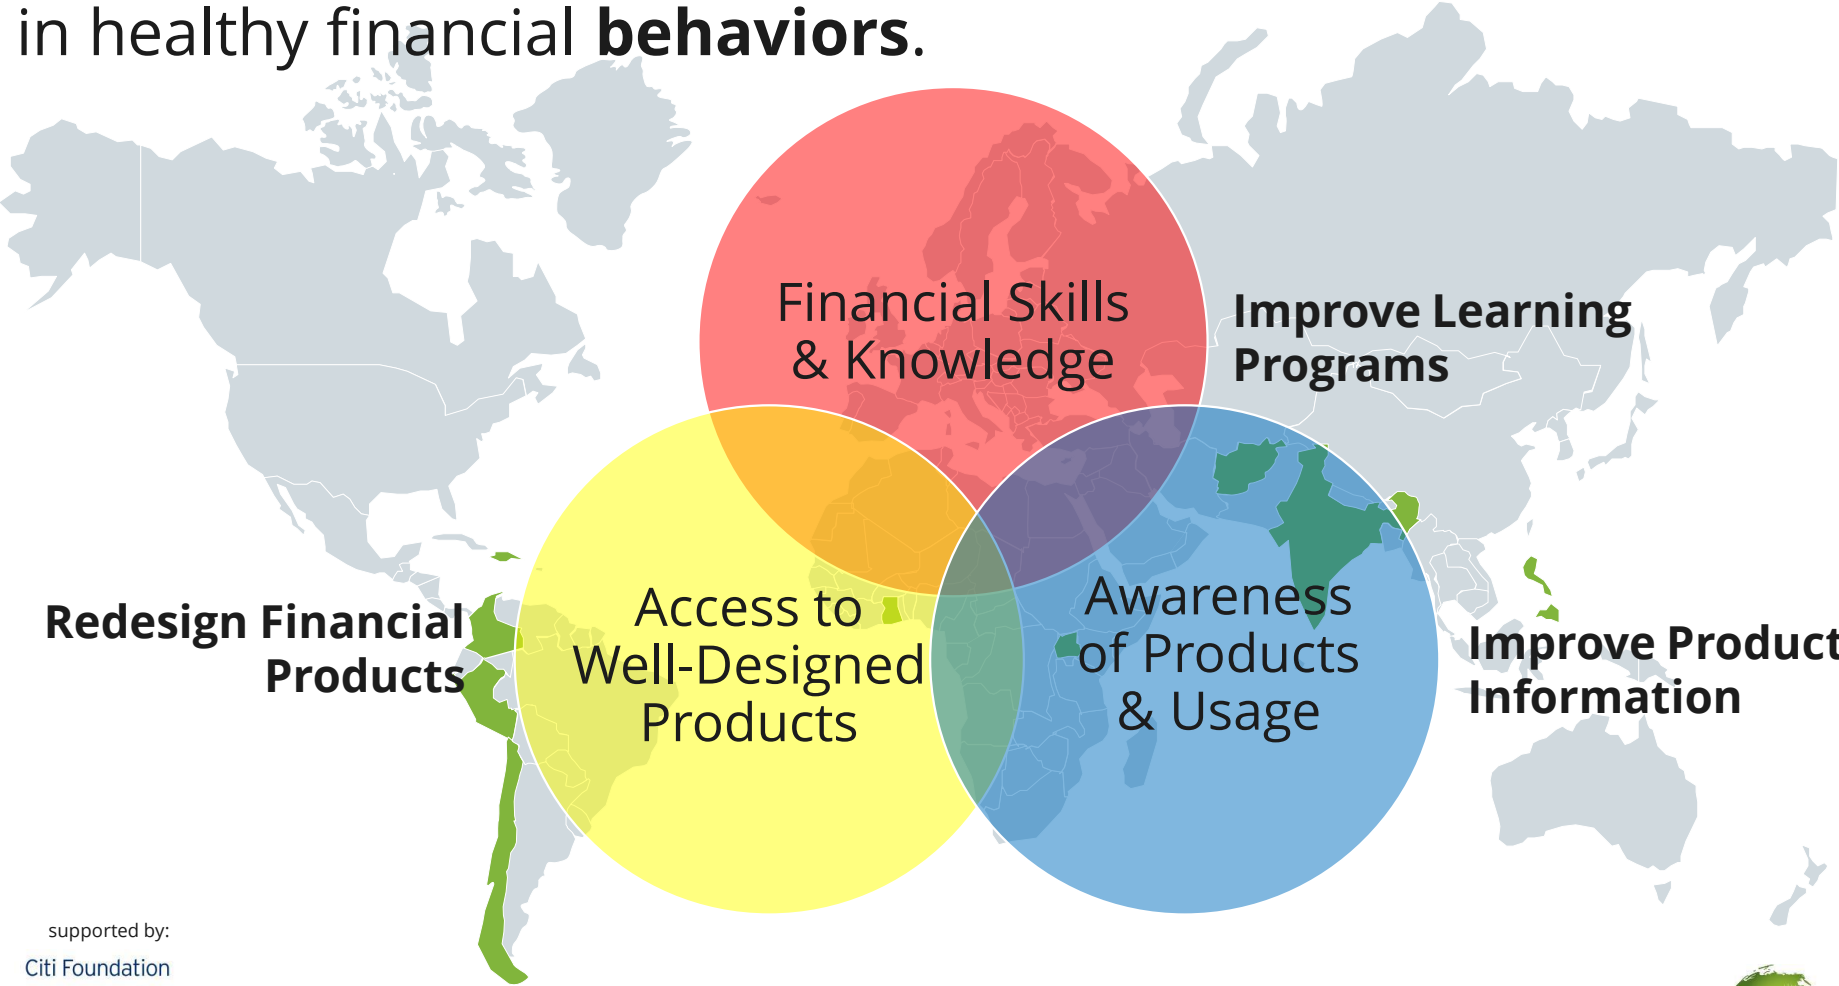 in healthy financial behaviors.
Financial Skills
& Knowledge
Improve Learning
Programs
Access to
Well-Designed
Products
Awareness
of Products
& Usage
Redesign Financial
Products
Improve Product
Information
supported by:
Citi Foundation